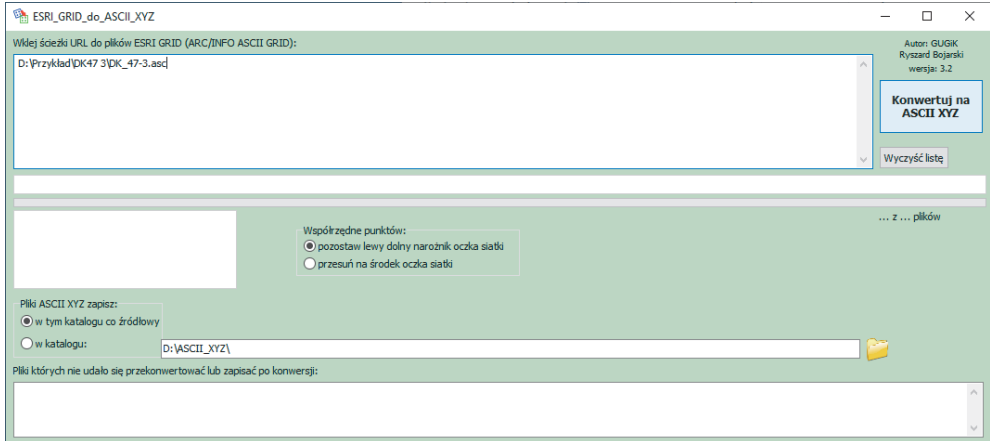 ESRI_GRID_do_ASCII_XYZ
Wklej ścieżki URL do plików ESRI GRID (ARC/INFO ASCII GRID):
D:\Przykład\DK47 3\DK_47-3.asc
Autor: GUGiK
Ryszard Bojarski
wersja: 3.2
Konwertuj na
ASCII XYZ
Wyczyść listę
... z ... plików
Współrzędne punktów:
pozostaw lewy dolny narożnik oczka siatki
przesuń na środek oczka siatki
Pliki ASCII XYZ zapisz:
w tym katalogu co źródłowy
w katalogu:
D:\ASCII_XYZ\
Pliki których nie udało się przekonwertować lub zapisać po konwersji: